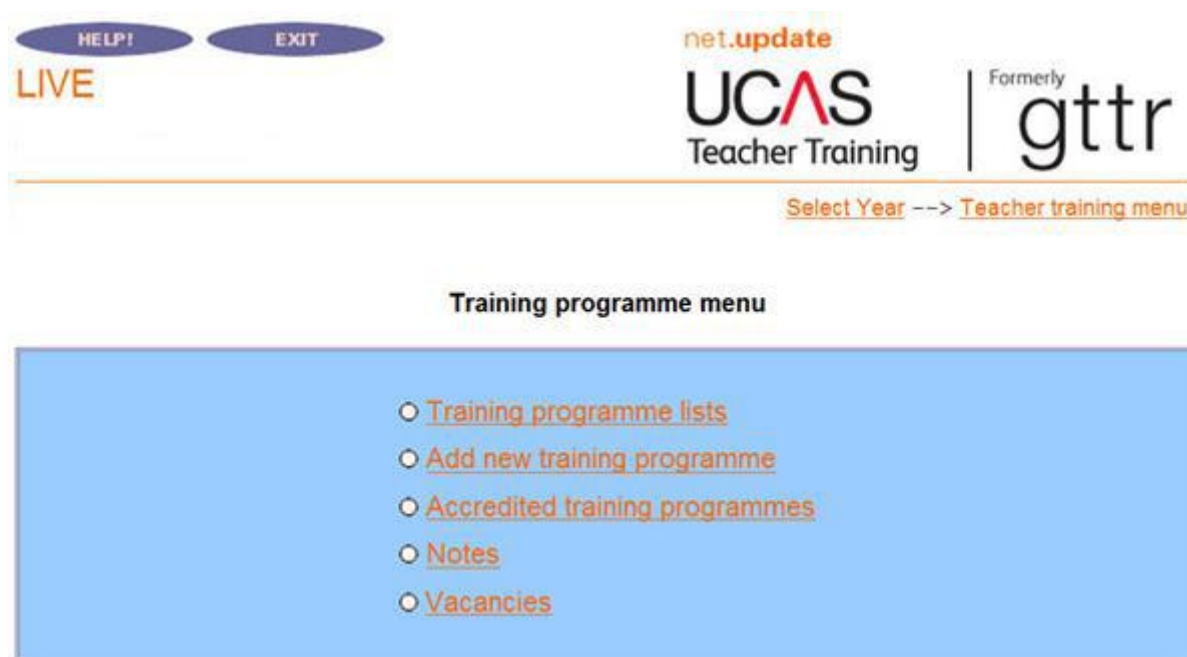 HELP! EXIT
net.update
LIVE
UCAS
Teacher Training
Formerly
gttr
Select Year --> Teacher training menu
Training programme menu
Training programme lists
Add new training programme
Accredited training programmes
Notes
Vacancies